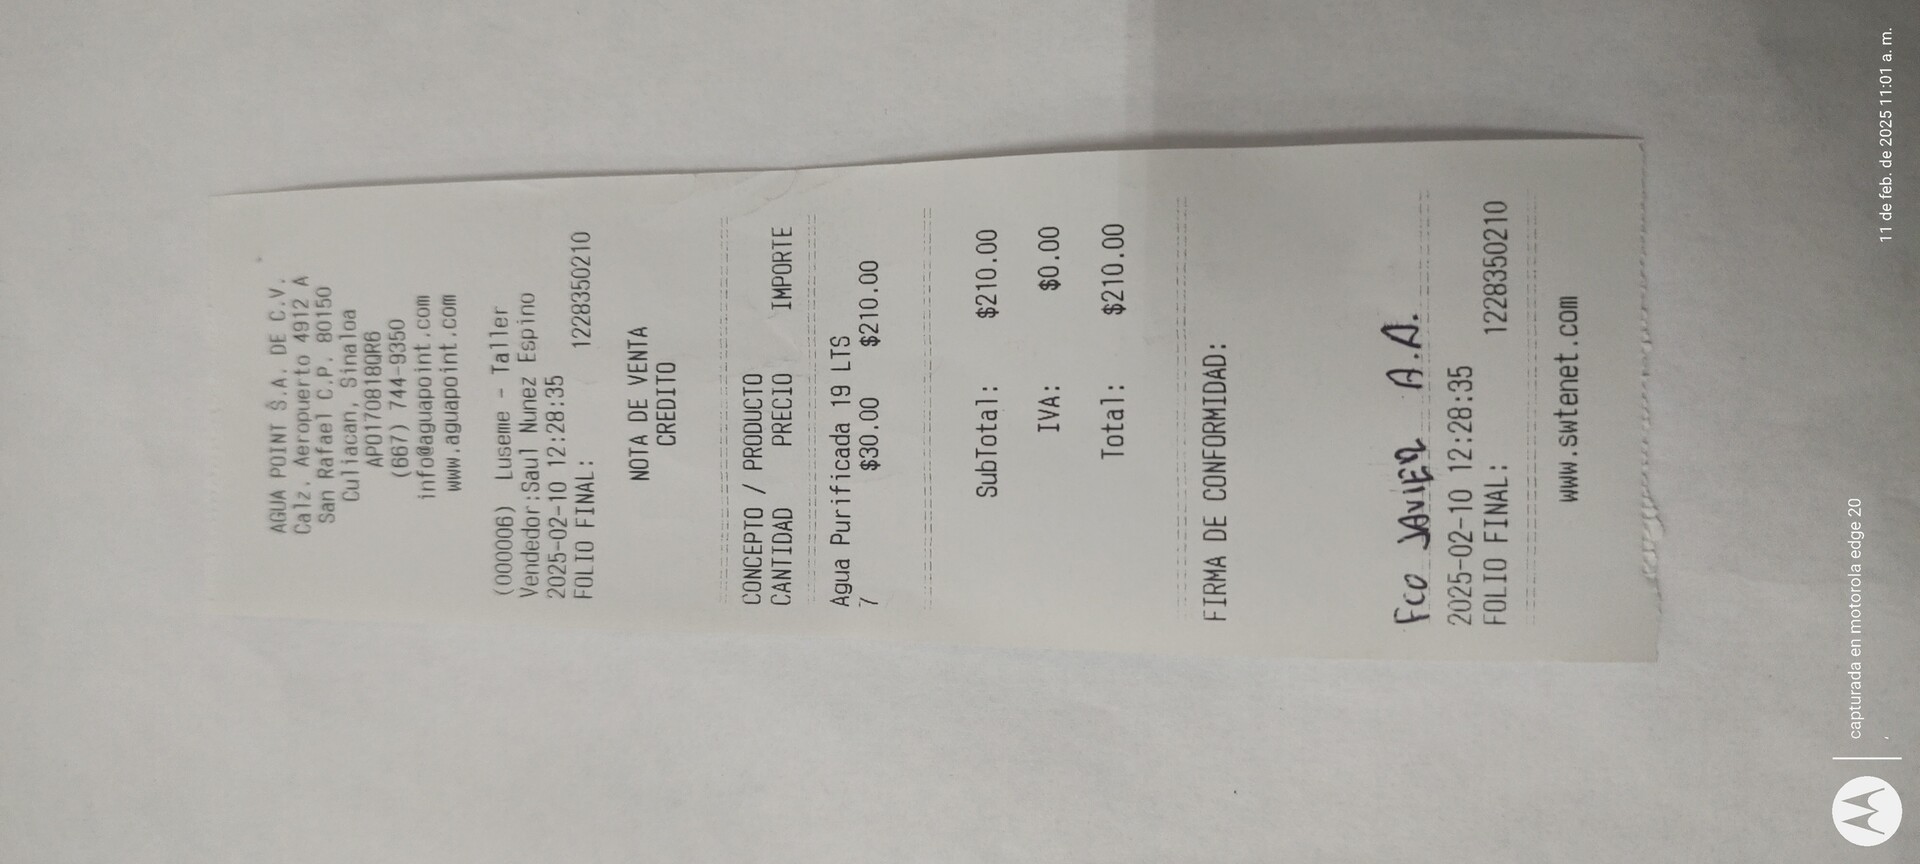 AGUA POINT S.A. DE C.V.
Calz. Aeropuerto 4912 A
San Rafael C.P. 80150
Culiacan, Sinaloa
APO170818QR6
(667) 744-9350
info@aguapoint.com
www.aguapoint.com
(000006) Luseme - Taller
Vendedor:Saul Nunez Espino
2025-02-10 12:28:35
FOLIO FINAL: 1228350210
NOTA DE VENTA
CREDITO
CONCEPTO / PRODUCTO
CANTIDAD PRECIO IMPORTE
Agua Purificada 19 LTS
7 $30.00 $210.00
SubTotal: $210.00
IVA: $0.00
Total: $210.00
FIRMA DE CONFORMIDAD:
Fco JAVIER A.A.
2025-02-10 12:28:35
FOLIO FINAL: 1228350210
www.swtenet.com
capturada en motorola edge 20
11 de feb. de 2025 11:01 a. m.